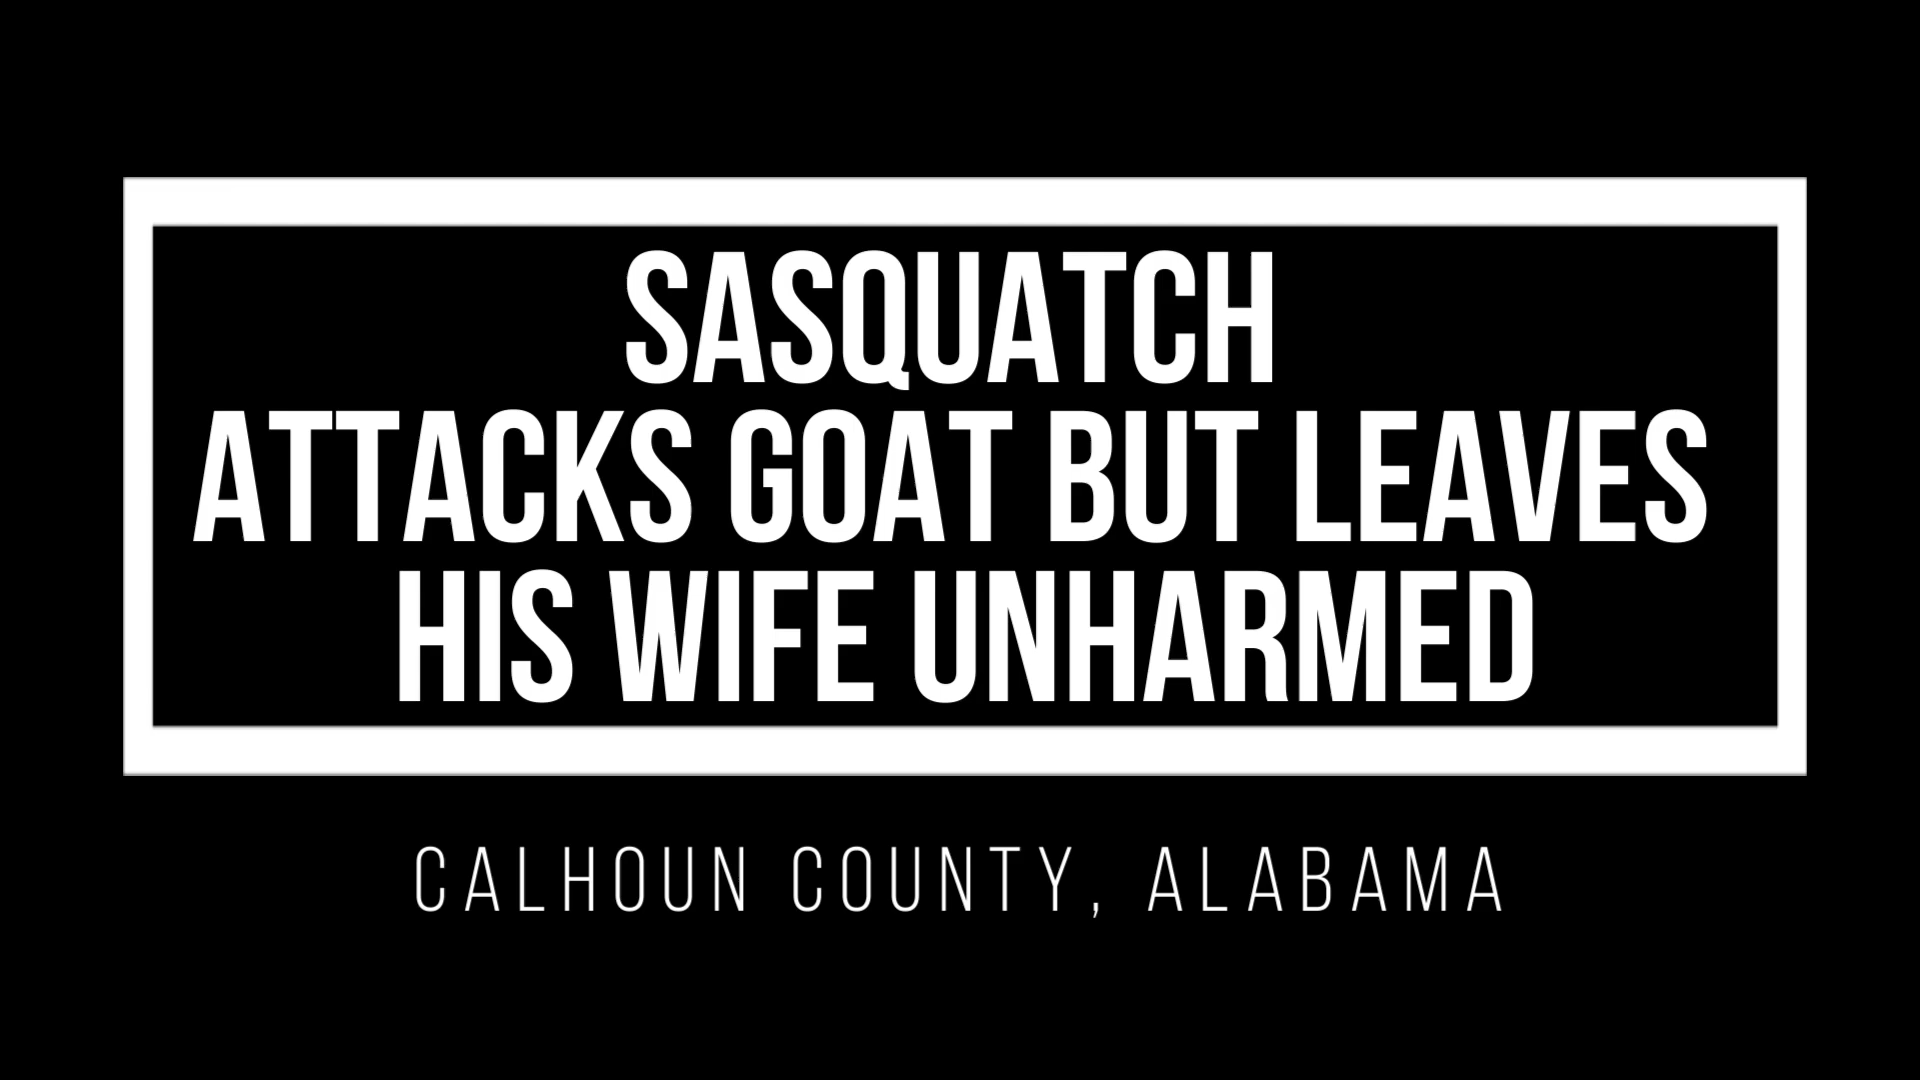 SASQUATCH
ATTACKS GOAT BUT LEAVES
HIS WIFE UNHARMED
CALHOUN COUNTY, ALABAMA